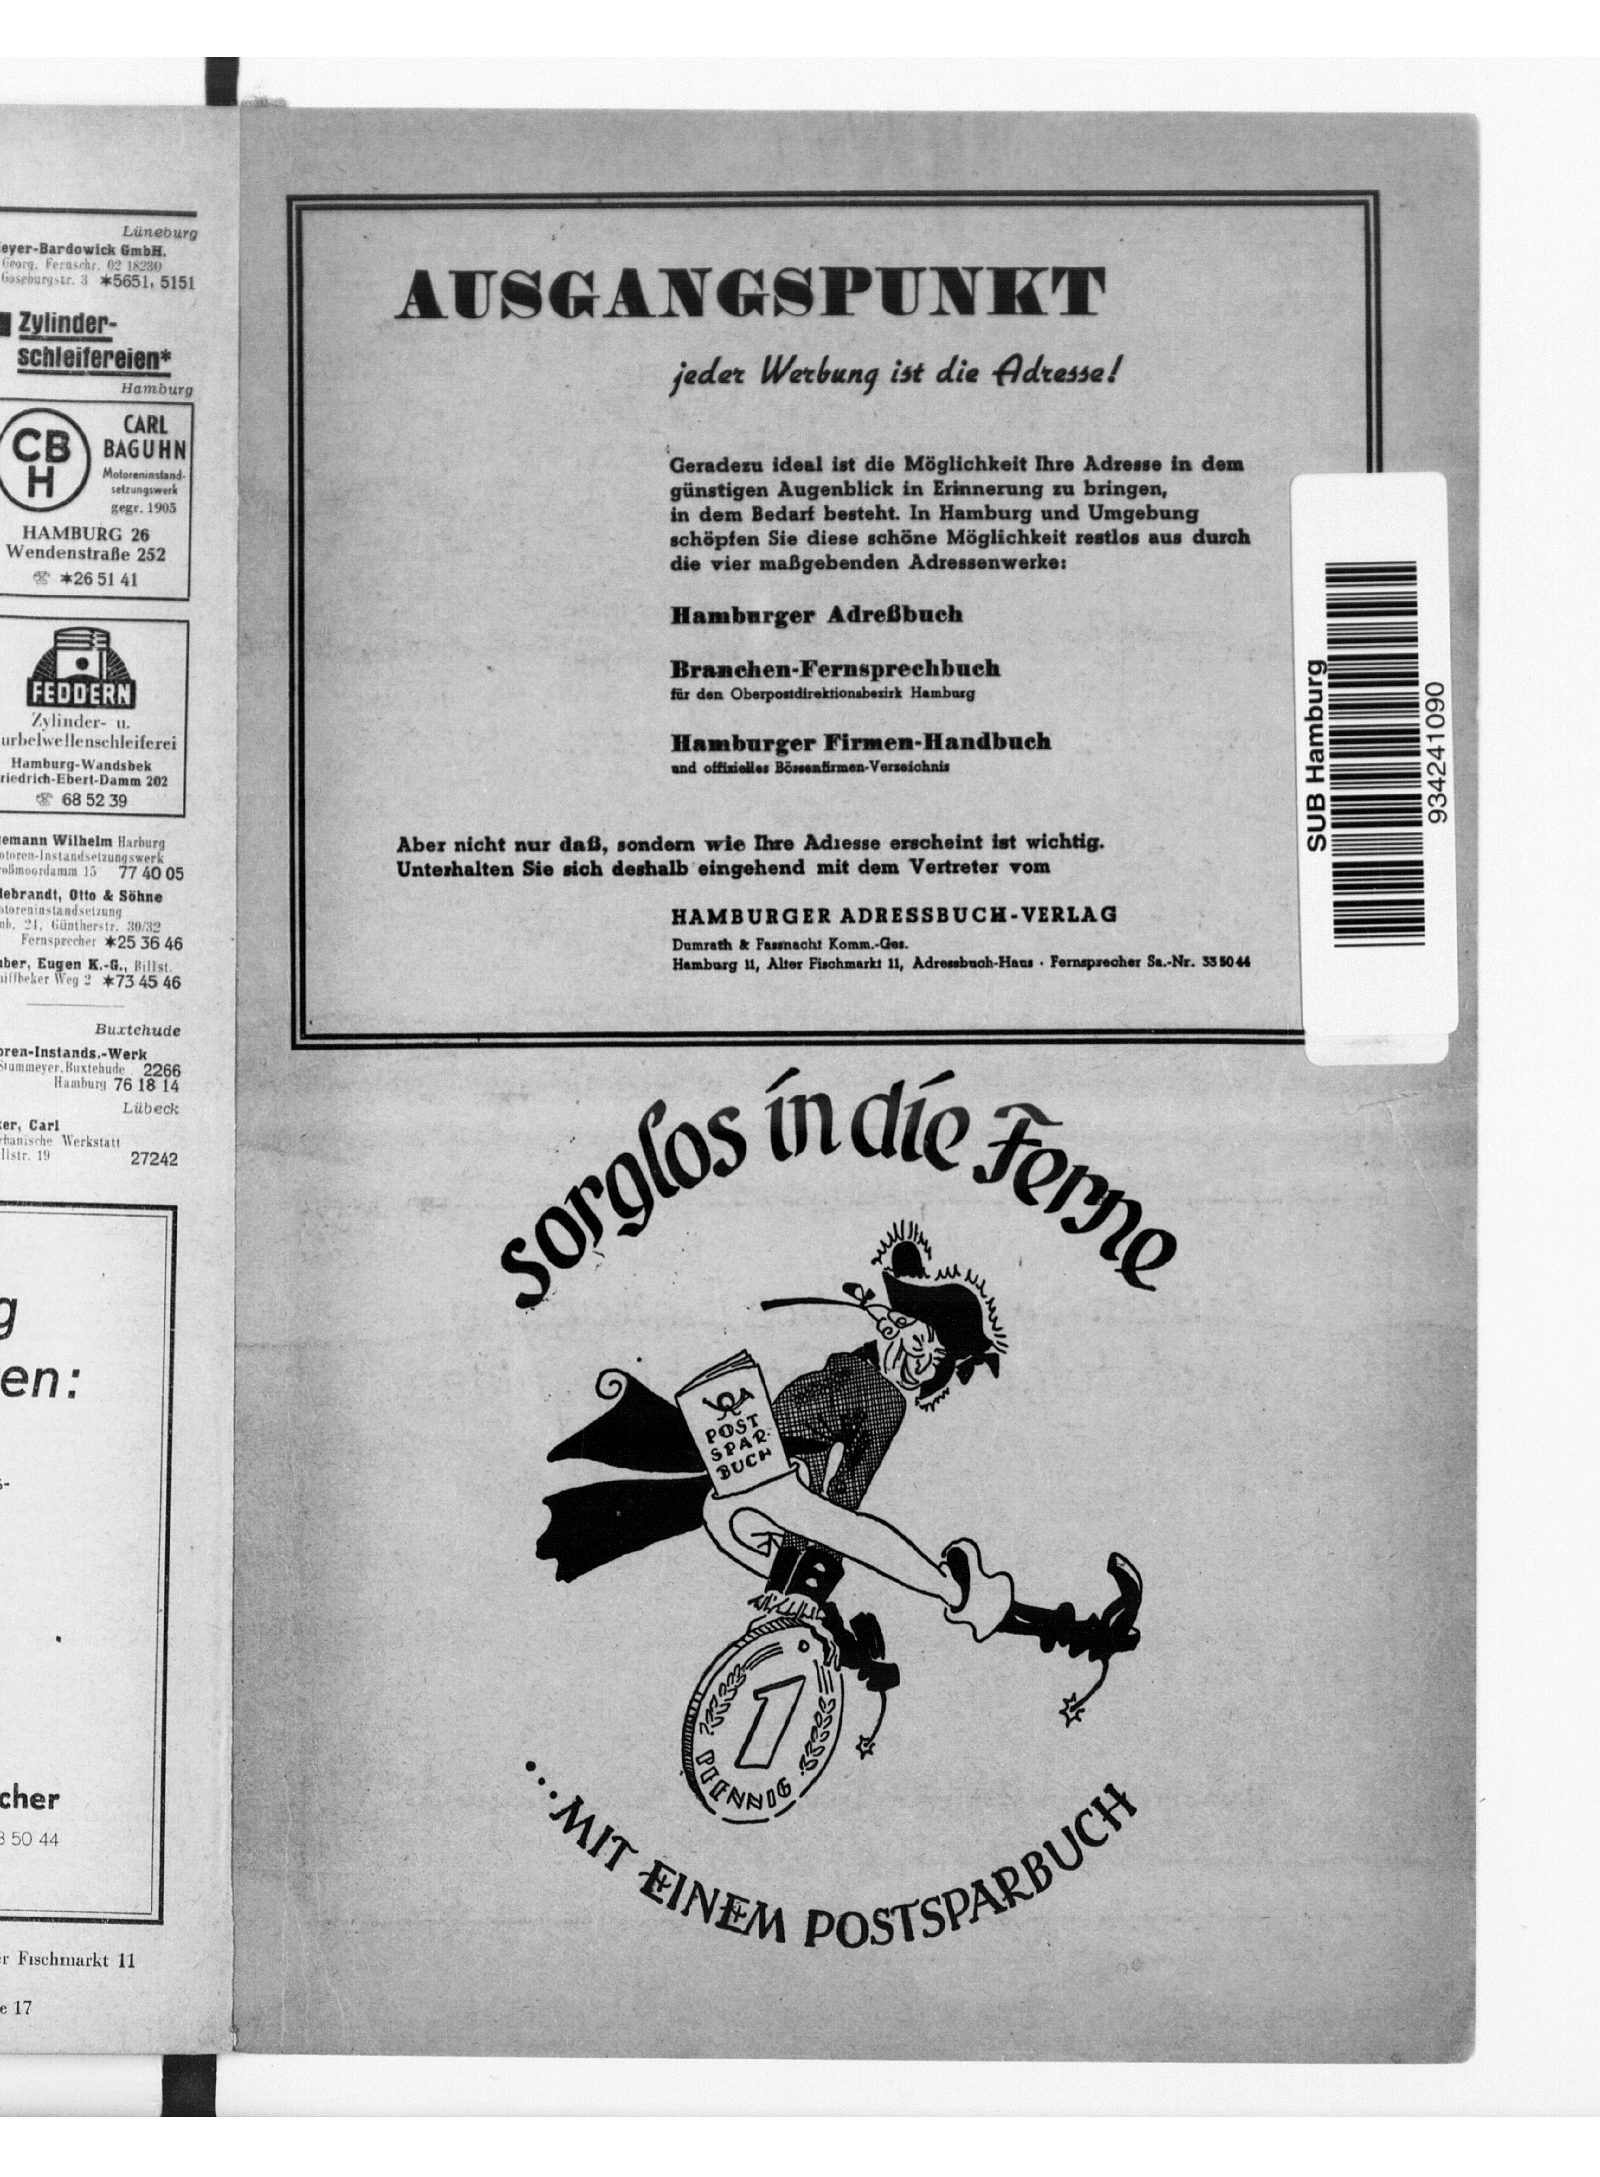 Lüneburg
eyer-Bardowick GmbH.
Georg, Fernschr. 02 18230
Goseburgstr. 3 ✶5651, 5151
Zylinder-
schleifereien*
Hamburg
CB
H
CARL
BAGUHN
Motoreninstand-
setzungswerk
gegr. 1905
HAMBURG 26
Wendenstraße 252
☏ ✶26 51 41
FEDDERN
Zylinder- u.
urbelwellenschleiferei
Hamburg-Wandsbek
riedrich-Ebert-Damm 202
☏ 68 52 39
emann Wilhelm Harburg
otoren-Instandsetzungswerk
oßmoordamm 15 77 40 05
ebrandt, Otto & Söhne
otoreninstandsetzung
mb. 21, Güntherstr. 30/32
Fernsprecher ✶25 36 46
ber, Eugen K.-G., Billst.
iffbeker Weg 2 ✶73 45 46
Buxtehude
oren-Instands.-Werk
Stummeyer, Buxtehude 2266
Hamburg 76 18 14
Lübeck
er, Carl
hanische Werkstatt
llstr. 19 27242
g
en:
s-
cher
3 50 44
r Fischmarkt 11
e 17
AUSGANGSPUNKT
jeder Werbung ist die Adresse!
Geradezu ideal ist die Möglichkeit Ihre Adresse in dem
günstigen Augenblick in Erinnerung zu bringen,
in dem Bedarf besteht. In Hamburg und Umgebung
schöpfen Sie diese schöne Möglichkeit restlos aus durch
die vier maßgebenden Adressenwerke:
Hamburger Adreßbuch
Branchen-Fernsprechbuch
für den Oberpostdirektionsbezirk Hamburg
Hamburger Firmen-Handbuch
und offizielles Börsenfirmen-Verzeichnis
Aber nicht nur daß, sondern wie Ihre Adresse erscheint ist wichtig.
Unterhalten Sie sich deshalb eingehend mit dem Vertreter vom
HAMBURGER ADRESSBUCH-VERLAG
Dumrath & Fassnacht Komm.-Ges.
Hamburg 11, Alter Fischmarkt 11, Adressbuch-Haus · Fernsprecher Sa.-Nr. 33 50 44
SUB Hamburg
934241090
sorglos in die Ferne
POST
SPAR-
BUCH
1
PFENNIG
...MIT EINEM POSTSPARBUCH